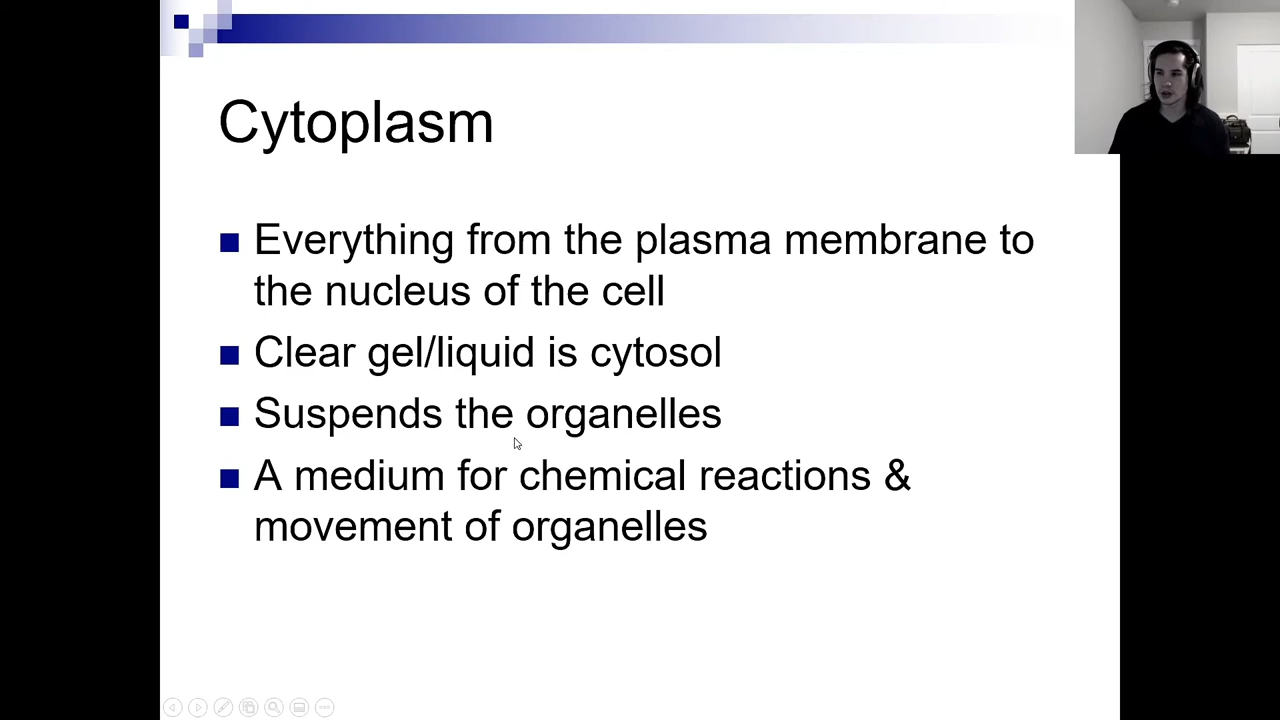 Cytoplasm
Everything from the plasma membrane to
the nucleus of the cell
Clear gel/liquid is cytosol
Suspends the organelles
A medium for chemical reactions &
movement of organelles